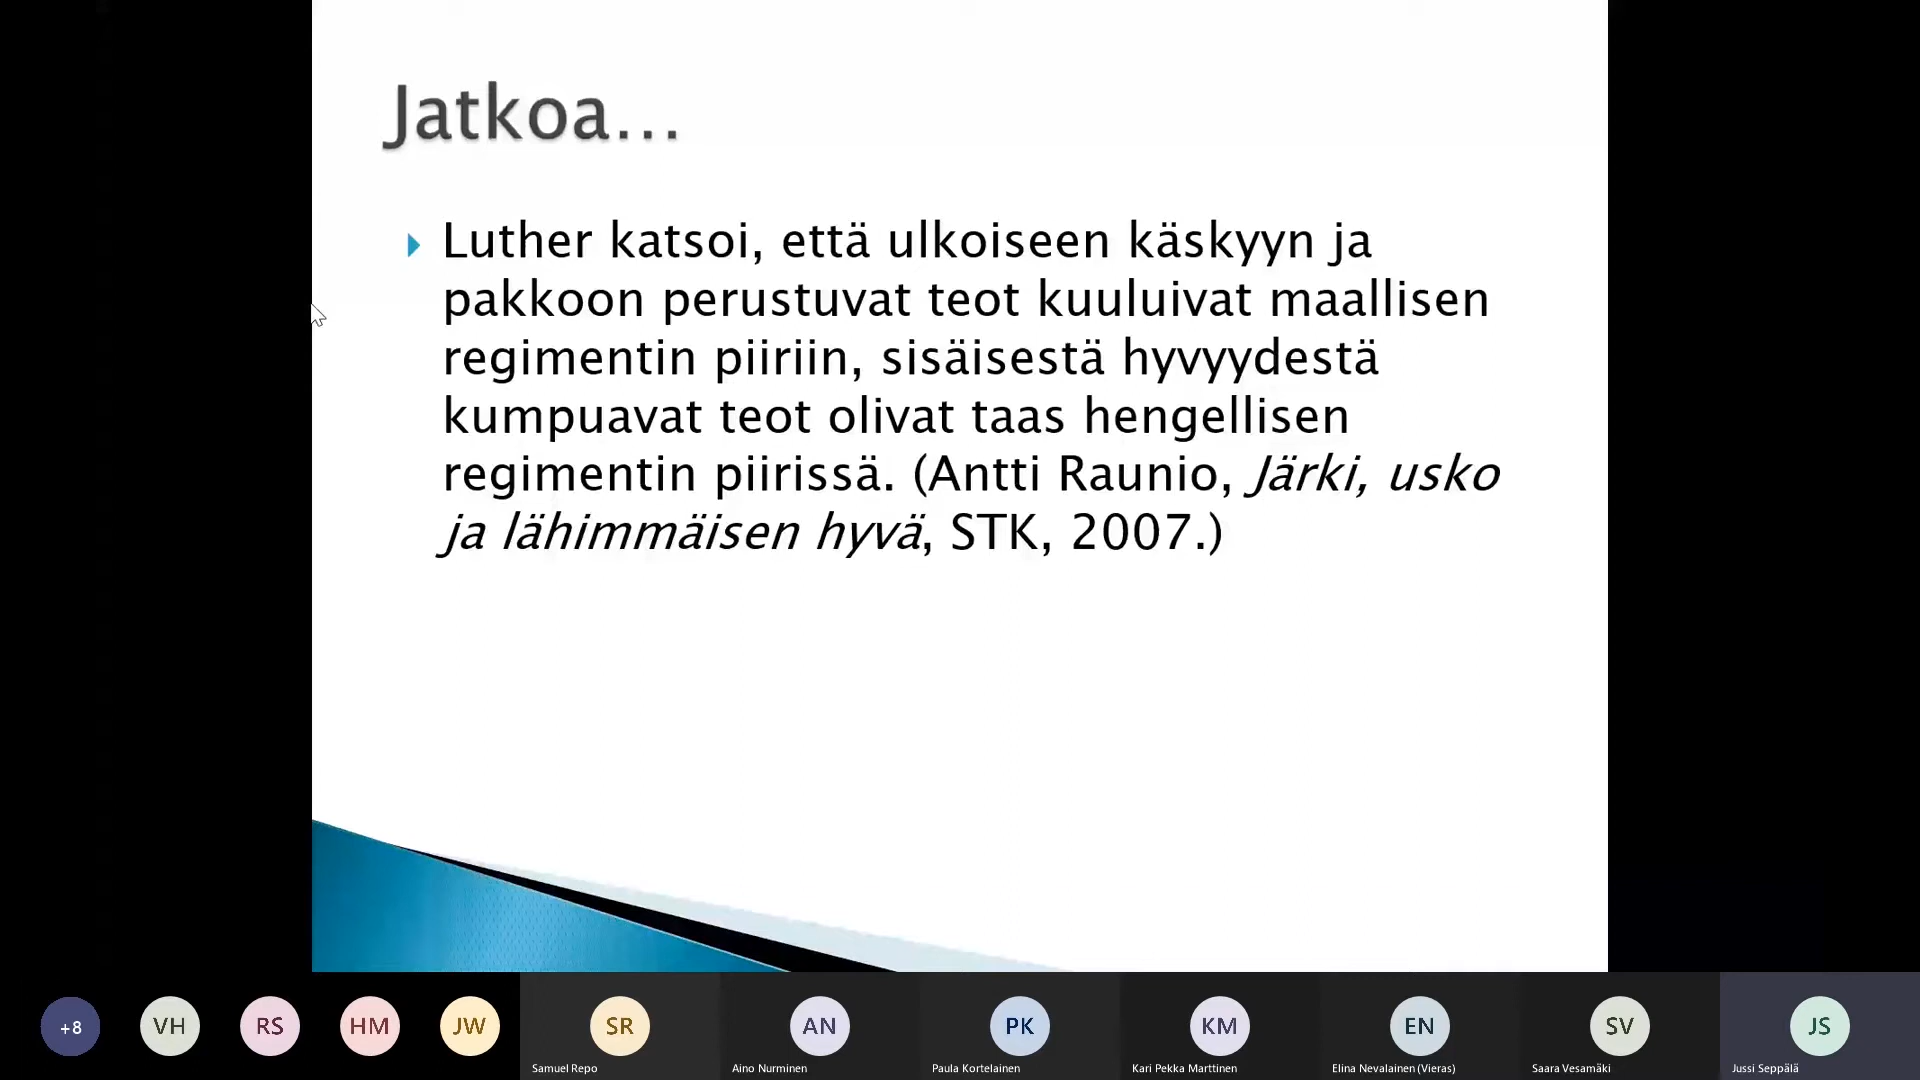 Jatkoa...
Luther katsoi, että ulkoiseen käskyyn ja
pakkoon perustuvat teot kuuluivat maallisen
regimentin piiriin, sisäisestä hyvyydestä
kumpuavat teot olivat taas hengellisen
regimentin piirissä. (Antti Raunio, Järki, usko
ja lähimmäisen hyvä, STK, 2007.)
+8
VH
RS
HM
JW
SR
AN
PK
KM
EN
SV
JS
Samuel Repo
Aino Nurminen
Paula Kortelainen
Kari Pekka Marttinen
Elina Nevalainen (Vieras)
Saara Vesamäki
Jussi Seppälä